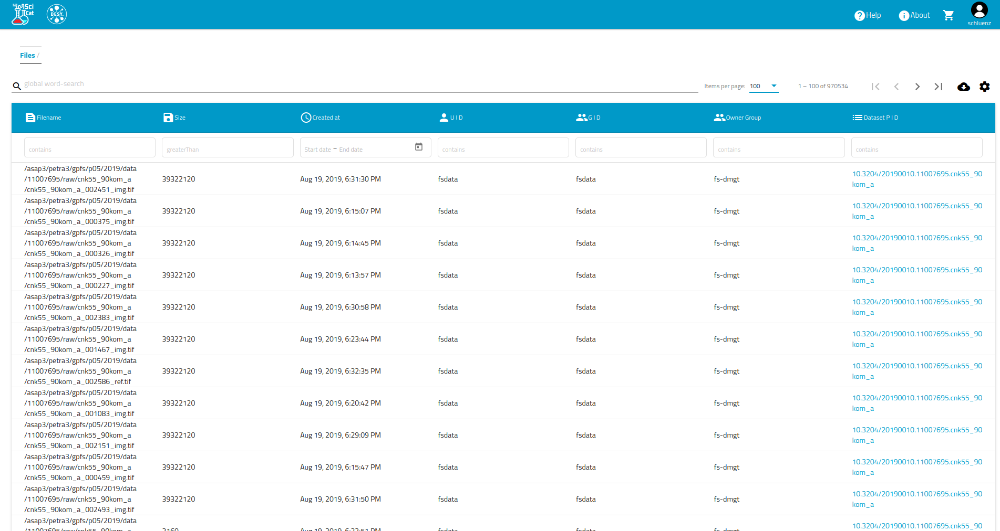 Sci
Cat
DESY.
Help
About
schluenz
Files /
global word-search
Items per page: 100
1 – 100 of 970534
Filename Size Created at U I D G I D Owner Group Dataset P I D
contains greaterThan Start date – End date contains contains contains contains
/asap3/petra3/gpfs/p05/2019/data
/11007695/raw/cnk55_90kom_a
/cnk55_90kom_a_002451_img.tif
39322120 Aug 19, 2019, 6:31:30 PM fsdata fsdata fs-dmgt
10.3204/20190010.11007695.cnk55_90
kom_a
/asap3/petra3/gpfs/p05/2019/data
/11007695/raw/cnk55_90kom_a
/cnk55_90kom_a_000375_img.tif
39322120 Aug 19, 2019, 6:15:07 PM fsdata fsdata fs-dmgt
10.3204/20190010.11007695.cnk55_90
kom_a
/asap3/petra3/gpfs/p05/2019/data
/11007695/raw/cnk55_90kom_a
/cnk55_90kom_a_000326_img.tif
39322120 Aug 19, 2019, 6:14:45 PM fsdata fsdata fs-dmgt
10.3204/20190010.11007695.cnk55_90
kom_a
/asap3/petra3/gpfs/p05/2019/data
/11007695/raw/cnk55_90kom_a
/cnk55_90kom_a_000227_img.tif
39322120 Aug 19, 2019, 6:13:57 PM fsdata fsdata fs-dmgt
10.3204/20190010.11007695.cnk55_90
kom_a
/asap3/petra3/gpfs/p05/2019/data
/11007695/raw/cnk55_90kom_a
/cnk55_90kom_a_002383_img.tif
39322120 Aug 19, 2019, 6:30:58 PM fsdata fsdata fs-dmgt
10.3204/20190010.11007695.cnk55_90
kom_a
/asap3/petra3/gpfs/p05/2019/data
/11007695/raw/cnk55_90kom_a
/cnk55_90kom_a_001467_img.tif
39322120 Aug 19, 2019, 6:23:44 PM fsdata fsdata fs-dmgt
10.3204/20190010.11007695.cnk55_90
kom_a
/asap3/petra3/gpfs/p05/2019/data
/11007695/raw/cnk55_90kom_a
/cnk55_90kom_a_002586_ref.tif
39322120 Aug 19, 2019, 6:32:35 PM fsdata fsdata fs-dmgt
10.3204/20190010.11007695.cnk55_90
kom_a
/asap3/petra3/gpfs/p05/2019/data
/11007695/raw/cnk55_90kom_a
/cnk55_90kom_a_001083_img.tif
39322120 Aug 19, 2019, 6:20:42 PM fsdata fsdata fs-dmgt
10.3204/20190010.11007695.cnk55_90
kom_a
/asap3/petra3/gpfs/p05/2019/data
/11007695/raw/cnk55_90kom_a
/cnk55_90kom_a_002151_img.tif
39322120 Aug 19, 2019, 6:29:09 PM fsdata fsdata fs-dmgt
10.3204/20190010.11007695.cnk55_90
kom_a
/asap3/petra3/gpfs/p05/2019/data
/11007695/raw/cnk55_90kom_a
/cnk55_90kom_a_000459_img.tif
39322120 Aug 19, 2019, 6:15:47 PM fsdata fsdata fs-dmgt
10.3204/20190010.11007695.cnk55_90
kom_a
/asap3/petra3/gpfs/p05/2019/data
/11007695/raw/cnk55_90kom_a
/cnk55_90kom_a_002493_img.tif
39322120 Aug 19, 2019, 6:31:50 PM fsdata fsdata fs-dmgt
10.3204/20190010.11007695.cnk55_90
kom_a
/asap3/petra3/gpfs/p05/2019/data
10.3204/20190010.11007695.cnk55_90